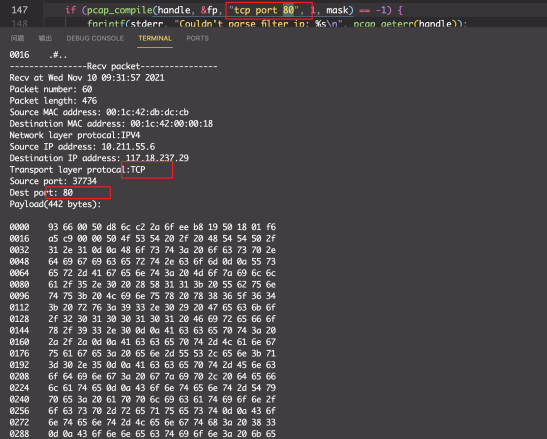 147 if (pcap_compile(handle, &fp, "tcp port 80", 1, mask) == -1) {
148 fprintf(stderr, "Couldn't parse filter ip: %s\n", pcap_geterr(handle));
问题 输出 DEBUG CONSOLE TERMINAL PORTS
0016 .#..
----------------Recv packet----------------
Recv at Wed Nov 10 09:31:57 2021
Packet number: 60
Packet length: 476
Source MAC address: 00:1c:42:db:dc:cb
Destination MAC address: 00:1c:42:00:00:18
Network layer protocal:IPV4
Source IP: 10.211.55.6
Destination IP address: 117.18.237.29
Transport layer protocal:TCP
Source port: 37734
Dest port: 80
Payload(442 bytes):
0000 93 66 00 50 d8 6c c2 2a 6f ee b8 19 50 18 01 f6
0016 a5 c9 00 00 50 4f 53 54 20 2f 20 48 54 54 50 2f
0032 31 2e 31 0d 0a 48 6f 73 74 3a 20 6f 63 73 70 2e
0048 64 69 67 69 63 65 72 74 2e 63 6f 6d 0d 0a 55 73
0064 65 72 2d 41 67 65 6e 74 3a 20 4d 6f 7a 69 6c 6c
0080 61 2f 35 2e 30 20 28 58 31 31 3b 20 55 62 75 6e
0096 74 75 3b 20 4c 69 6e 75 78 20 78 38 36 5f 36 34
0112 3b 20 72 76 3a 39 33 2e 30 29 20 47 65 63 6b 6f
0128 2f 32 30 31 30 30 31 30 31 20 46 69 72 65 66 6f
0144 78 2f 39 33 2e 30 0d 0a 41 63 63 65 70 74 3a 20
0160 2a 2f 2a 0d 0a 41 63 63 65 70 74 2d 4c 61 6e 67
0176 75 61 67 65 3a 20 65 6e 2d 55 53 2c 65 6e 3b 71
0192 3d 30 2e 35 0d 0a 41 63 63 65 70 74 2d 45 6e 63
0208 6f 64 69 6e 67 3a 20 67 7a 69 70 2c 20 64 65 66
0224 6c 61 74 65 0d 0a 43 6f 6e 74 65 6e 74 2d 54 79
0240 70 65 3a 20 61 70 70 6c 69 63 61 74 69 6f 6e 2f
0256 6f 63 73 70 2d 72 65 71 75 65 73 74 0d 0a 43 6f
0272 6e 74 65 6e 74 2d 4c 65 6e 67 74 68 3a 20 38 33
0288 0d 0a 43 6f 6e 6e 65 63 74 69 6f 6e 3a 20 6b 65